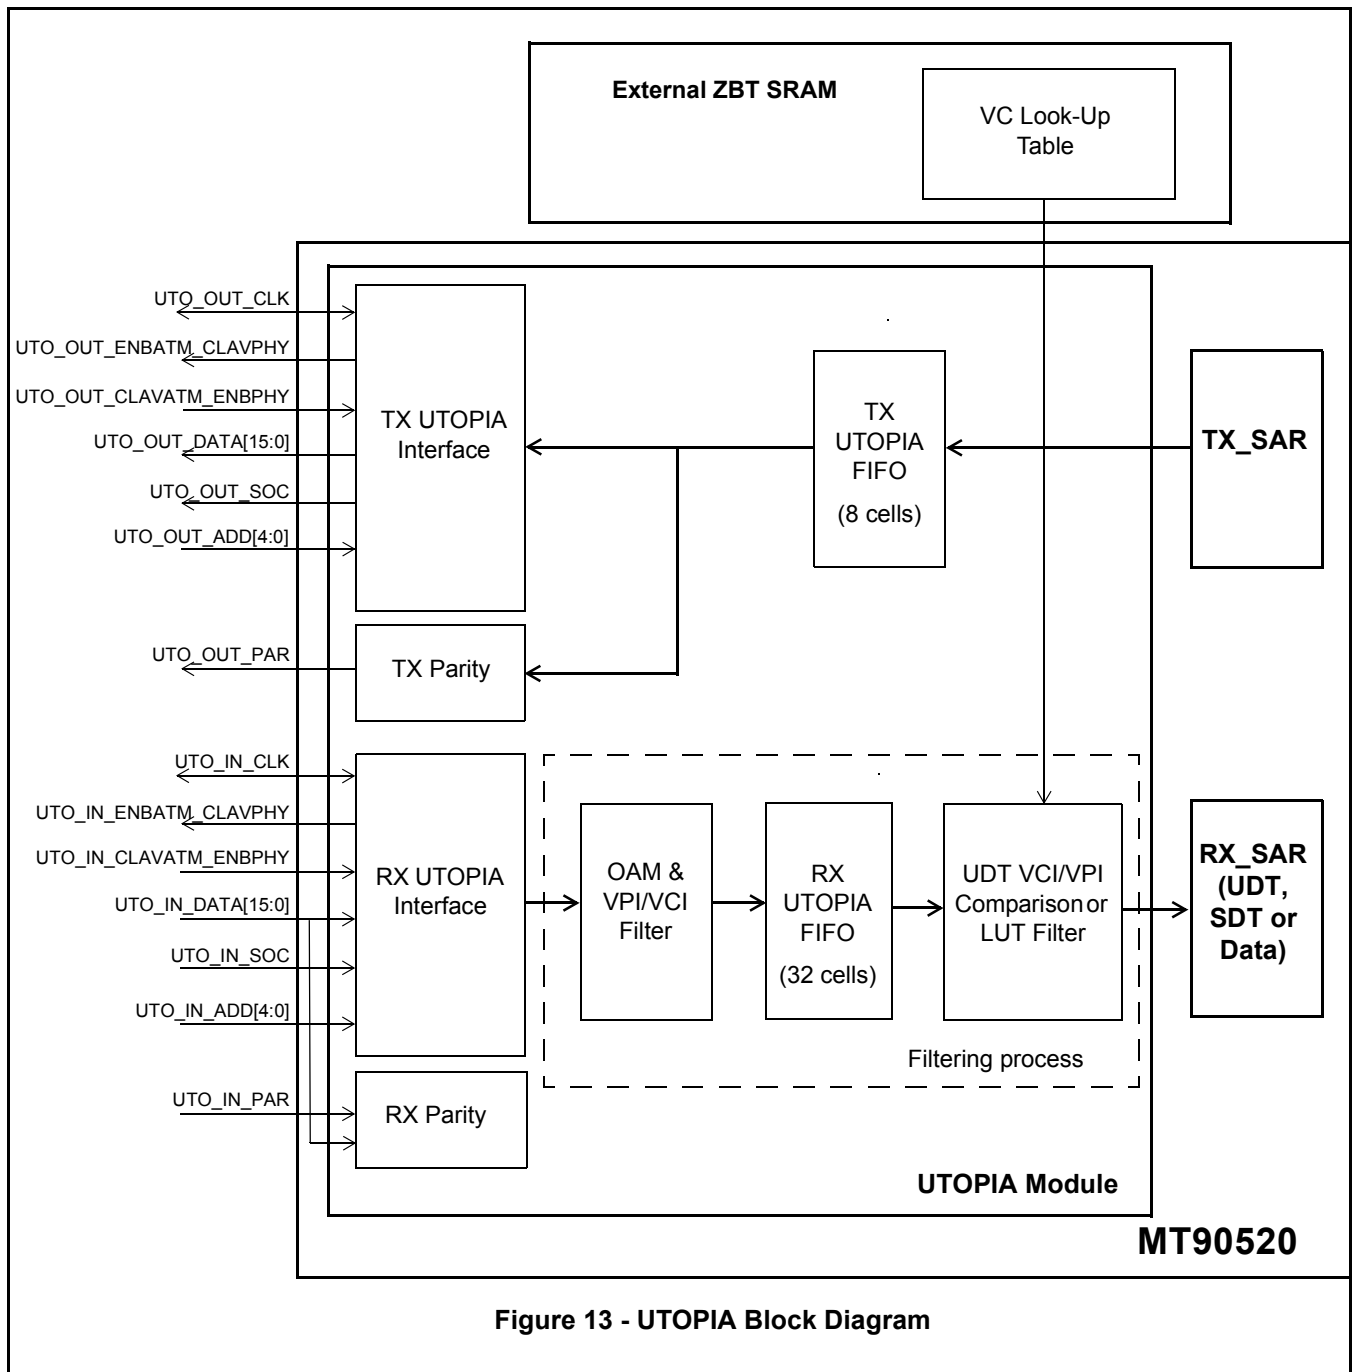 External ZBT SRAM
VC Look-Up
Table
UTO_OUT_CLK
UTO_OUT_ENBATM_CLAVPHY
UTO_OUT_CLAVATM_ENBPHY
UTO_OUT_DATA[15:0]
UTO_OUT_SOC
UTO_OUT_ADD[4:0]
TX UTOPIA
Interface
TX
UTOPIA
FIFO
(8 cells)
TX_SAR
UTO_OUT_PAR
TX Parity
UTO_IN_CLK
UTO_IN_ENBATM_CLAVPHY
UTO_IN_CLAVATM_ENBPHY
UTO_IN_DATA[15:0]
UTO_IN_SOC
UTO_IN_ADD[4:0]
RX UTOPIA
Interface
OAM &
VPI/VCI
Filter
RX
UTOPIA
FIFO
(32 cells)
UDT VCI/VPI
Comparison or
LUT Filter
RX_SAR
(UDT,
SDT or
Data)
Filtering process
UTO_IN_PAR
RX Parity
UTOPIA Module
MT90520
Figure 13 - UTOPIA Block Diagram